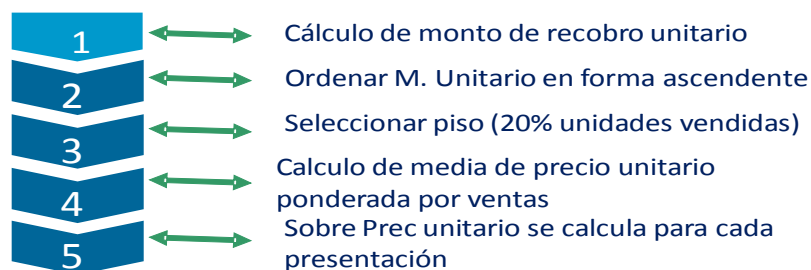 1 Cálculo de monto de recobro unitario
2 Ordenar M. Unitario en forma ascendente
3 Seleccionar piso (20% unidades vendidas)
4 Calculo de media de precio unitario
ponderada por ventas
5 Sobre Prec unitario se calcula para cada
presentación